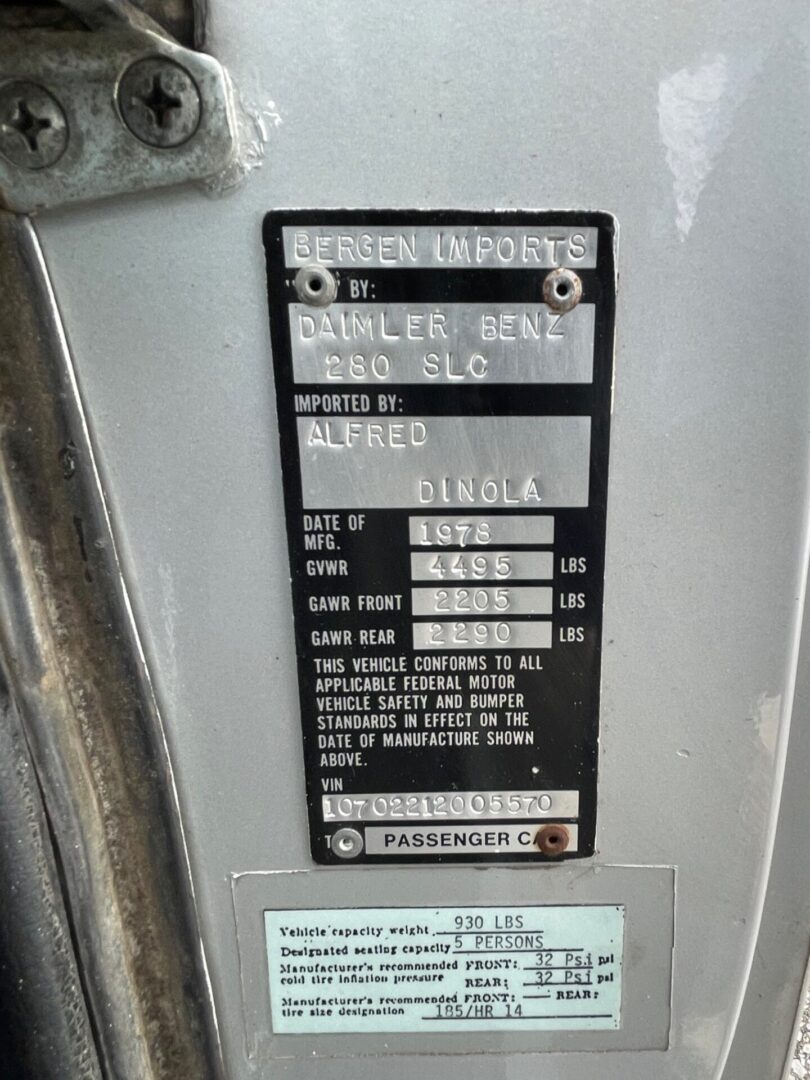 BERGEN IMPORTS
BY:
DAIMLER BENZ
280 SLC
IMPORTED BY:
ALFRED
DINOLA
DATE OF
MFG. 1978
GVWR 4495 LBS
GAWR FRONT 2205 LBS
GAWR REAR 2290 LBS
THIS VEHICLE CONFORMS TO ALL
APPLICABLE FEDERAL MOTOR
VEHICLE SAFETY AND BUMPER
STANDARDS IN EFFECT ON THE
DATE OF MANUFACTURE SHOWN
ABOVE.
VIN
10702212005570
PASSENGER
Vehicle capacity weight 930 LBS
Designated seating capacity 5 PERSONS
Manufacturer's recommended FRONT: 32 Psi psi
cold tire inflation pressure REAR: 32 Psi psi
Manufacturer's recommended FRONT: — REAR:
tire size designation 185/HR 14